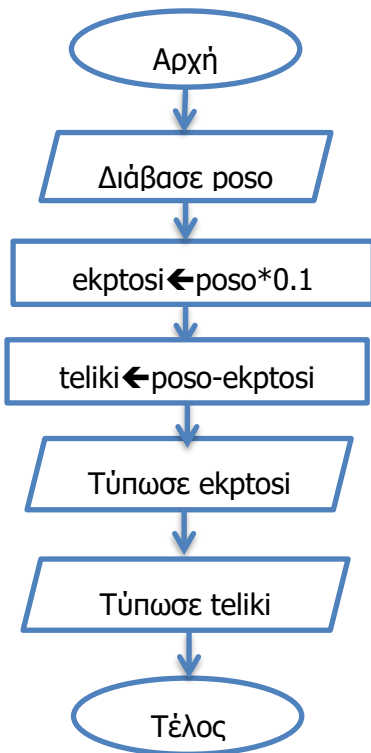 Αρχή
Διάβασε poso
ekptosi🡸poso*0.1
teliki🡸poso-ekptosi
Τύπωσε ekptosi
Τύπωσε teliki
Τέλος